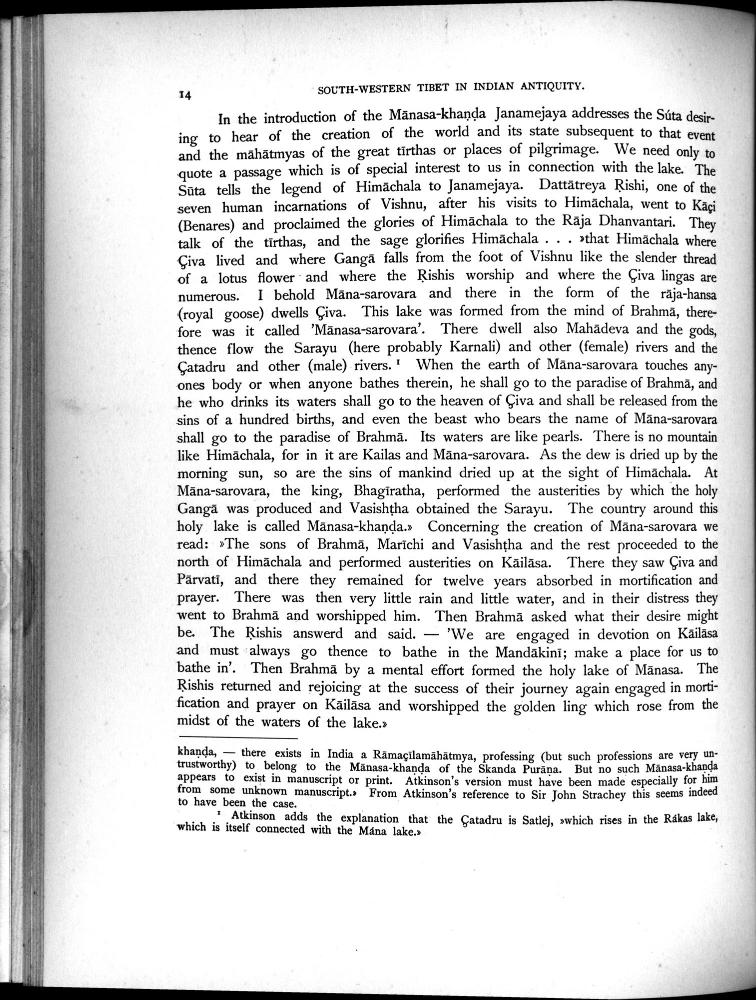 14
SOUTH-WESTERN TIBET IN INDIAN ANTIQUITY.
In the introduction of the Mānasa-khaṇḍa Janamejaya addresses the Súta desir-
ing to hear of the creation of the world and its state subsequent to that event
and the māhātmyas of the great tīrthas or places of pilgrimage. We need only to
quote a passage which is of special interest to us in connection with the lake. The
Sūta tells the legend of Himāchala to Janamejaya. Dattātreya Ṛishi, one of the
seven human incarnations of Vishnu, after his visits to Himāchala, went to Kāçi
(Benares) and proclaimed the glories of Himāchala to the Rāja Dhanvantari. They
talk of the tīrthas, and the sage glorifies Himāchala . . . »that Himāchala where
Çiva lived and where Gangā falls from the foot of Vishnu like the slender thread
of a lotus flower and where the Ṛishis worship and where the Çiva lingas are
numerous. I behold Māna-sarovara and there in the form of the rāja-hansa
(royal goose) dwells Çiva. This lake was formed from the mind of Brahmā, there-
fore was it called 'Mānasa-sarovara'. There dwell also Mahādeva and the gods,
thence flow the Sarayu (here probably Karnali) and other (female) rivers and the
Çatadru and other (male) rivers. ¹ When the earth of Māna-sarovara touches any-
ones body or when anyone bathes therein, he shall go to the paradise of Brahmā, and
he who drinks its waters shall go to the heaven of Çiva and shall be released from the
sins of a hundred births, and even the beast who bears the name of Māna-sarovara
shall go to the paradise of Brahmā. Its waters are like pearls. There is no mountain
like Himāchala, for in it are Kailas and Māna-sarovara. As the dew is dried up by the
morning sun, so are the sins of mankind dried up at the sight of Himāchala. At
Māna-sarovara, the king, Bhagīratha, performed the austerities by which the holy
Gangā was produced and Vasishṭha obtained the Sarayu. The country around this
holy lake is called Mānasa-khaṇḍa.» Concerning the creation of Māna-sarovara we
read: »The sons of Brahmā, Marīchi and Vasishṭha and the rest proceeded to the
north of Himāchala and performed austerities on Kāilāsa. There they saw Çiva and
Pārvatī, and there they remained for twelve years absorbed in mortification and
prayer. There was then very little rain and little water, and in their distress they
went to Brahmā and worshipped him. Then Brahmā asked what their desire might
be. The Ṛishis answerd and said. — 'We are engaged in devotion on Kāilāsa
and must always go thence to bathe in the Mandākinī; make a place for us to
bathe in'. Then Brahmā by a mental effort formed the holy lake of Mānasa. The
Ṛishis returned and rejoicing at the success of their journey again engaged in morti-
fication and prayer on Kāilāsa and worshipped the golden ling which rose from the
midst of the waters of the lake.»
khaṇḍa, — there exists in India a Rāmaçīlamāhātmya, professing (but such professions are very un-
trustworthy) to belong to the Mānasa-khaṇḍa of the Skanda Purāṇa. But no such Mānasa-khaṇḍa
appears to exist in manuscript or print. Atkinson's version must have been made especially for him
from some unknown manuscript.» From Atkinson's reference to Sir John Strachey this seems indeed
to have been the case.
¹ Atkinson adds the explanation that the Çatadru is Satlej, »which rises in the Rákas lake,
which is itself connected with the Mána lake.»